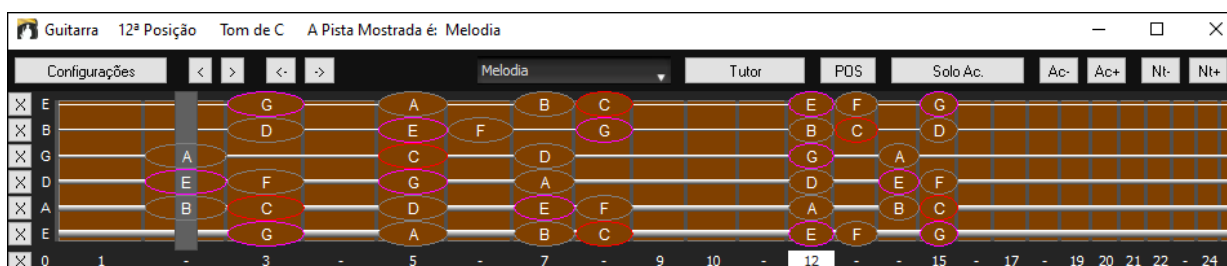 Guitarra 12ª Posição Tom de C A Pista Mostrada é: Melodia
Configurações < > <- -> Melodia Tutor POS Solo Ac. Ac- Ac+ Nt- Nt+
X E G A B C E F G
X B D E F G B C D
X G A C D G A
X D E F G A D E F
X A B C D E F A B C
X E G A B C E F G
X 0 1 - 3 - 5 - 7 - 9 10 - 12 - - 15 - 17 - 19 20 21 22 - 24